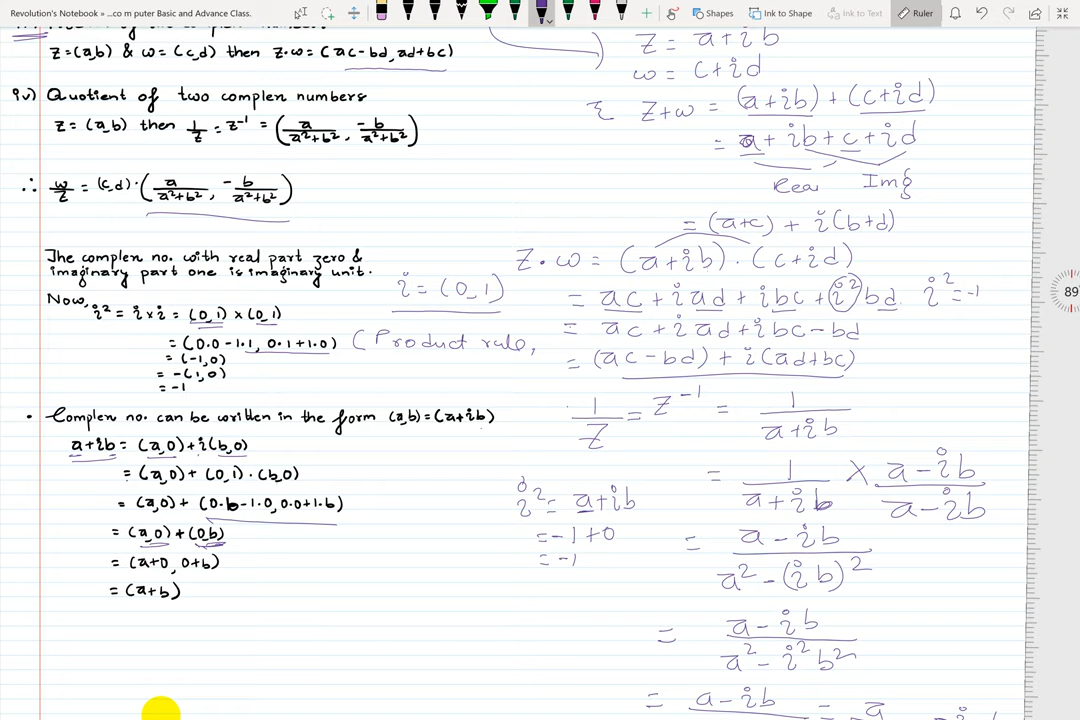 Revolution's Notebook » ...co m puter Basic and Advance Class.
Shapes
Ink to Shape
Ink to Text
Ruler
z=(a,b) & w=(c,d) then z·w=(ac-bd, ad+bc)
iv) Quotient of two complex numbers
z=(a,b) then 1/z = z⁻¹ = (a/(a²+b²), -b/(a²+b²))
∴ w/z = (c,d)·(a/(a²+b²), -b/(a²+b²))
The complex no. with real part zero &
imaginary part one is imaginary unit.
Now,
i² = i×i = (0,1) × (0,1)
= (0.0-1.1, 0.1+1.0)
= (-1,0)
= -(1,0)
= -1
• Complex no. can be written in the form (a,b)=(a+ib)
a+ib = (a,0)+i(b,0)
= (a,0)+(0,1)·(b,0)
= (a,0)+(0.b-1.0, 0.0+1.b)
= (a,0)+(0,b)
= (a+0, 0+b)
= (a+b)
z = a+ib
w = c+id
z+w = (a+ib)+(c+id)
= a+ib+c+id
Rea Img
= (a+c)+i(b+d)
z·w = (a+ib)·(c+id)
i = (0,1)
= ac+iad+ibc+i²bd. i²=-1
(Product rule,
= ac+iad+ibc-bd
= (ac-bd)+i(ad+bc)
1/z = z⁻¹ = 1/(a+ib)
= 1/(a+ib) × (a-ib)/(a-ib)
i² = a+ib
= -1+0
= -1
= (a-ib)/(a²-(ib)²)
= (a-ib)/(a²-i²b²)
= a-ib = a
89